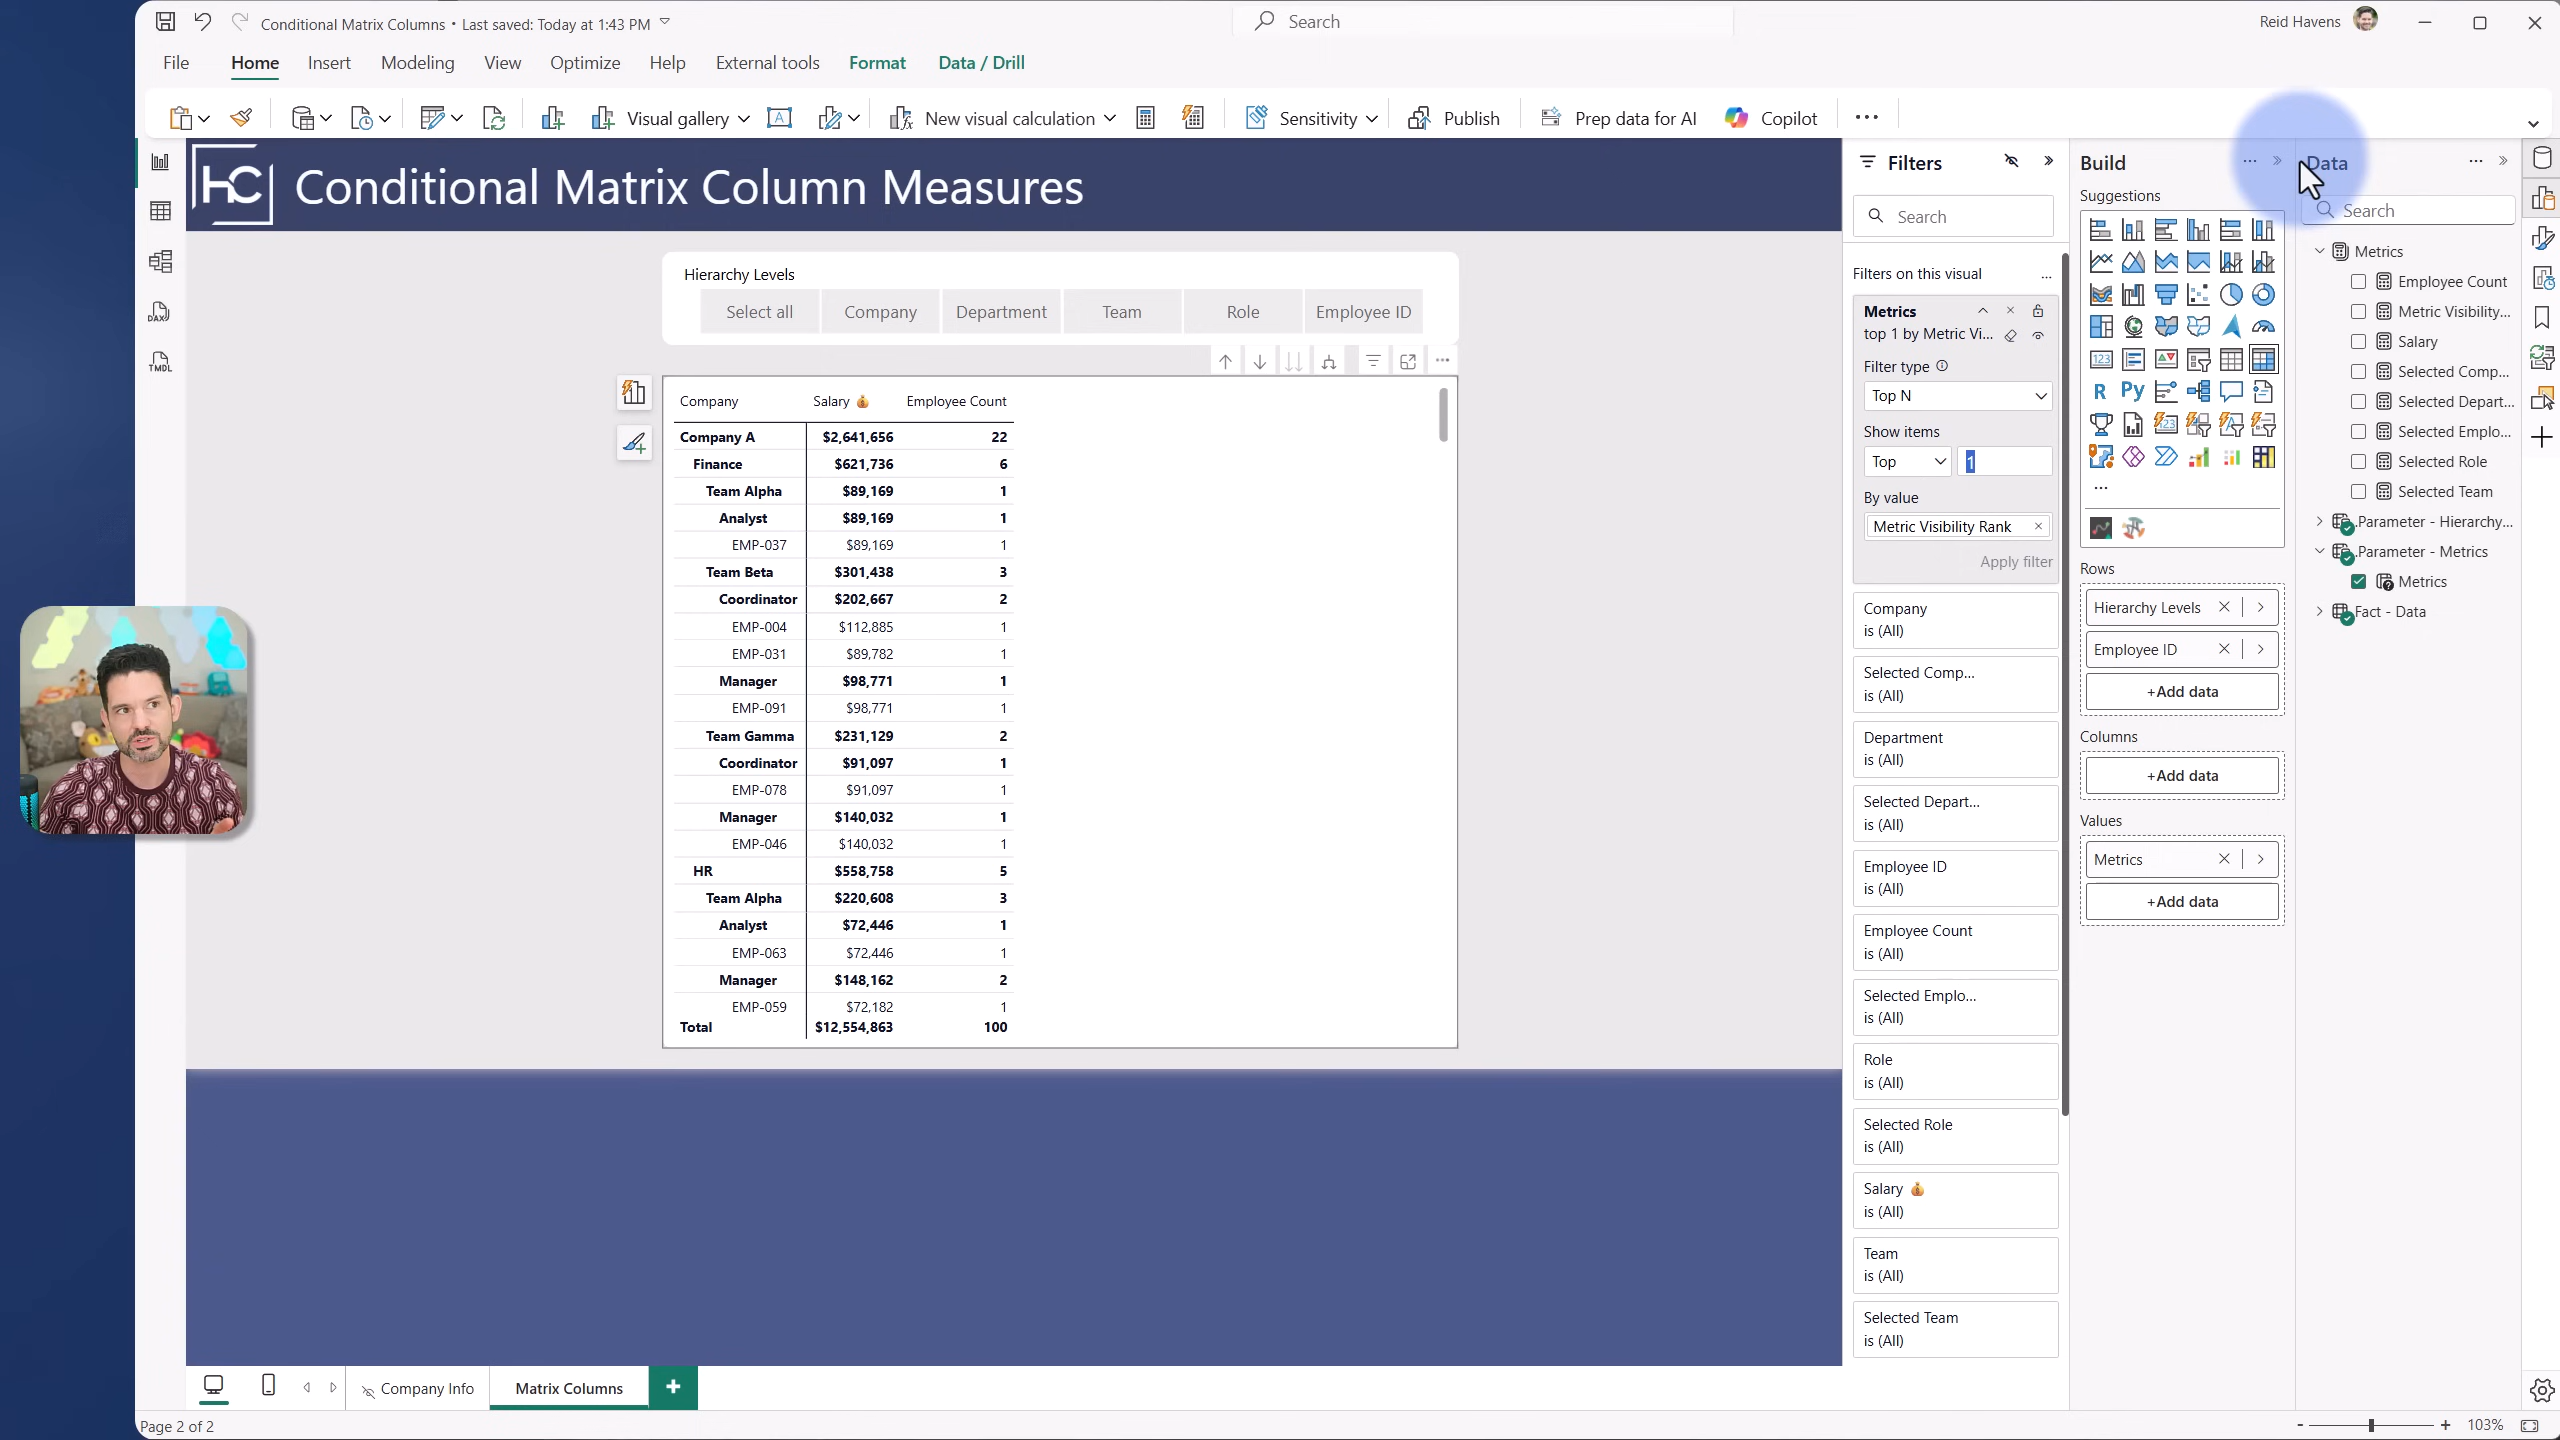 Conditional Matrix Columns • Last saved: Today at 1:43 PM
Search
Reid Havens
File Home Insert Modeling View Optimize Help External tools Format Data / Drill
Visual gallery New visual calculation Sensitivity Publish Prep data for AI Copilot
HC Conditional Matrix Column Measures
Hierarchy Levels
Select all Company Department Team Role Employee ID
Company Salary 💰 Employee Count
Company A $2,641,656 22
Finance $621,736 6
Team Alpha $89,169 1
Analyst $89,169 1
EMP-037 $89,169 1
Team Beta $301,438 3
Coordinator $202,667 2
EMP-004 $112,885 1
EMP-031 $89,782 1
Manager $98,771 1
EMP-091 $98,771 1
Team Gamma $231,129 2
Coordinator $91,097 1
EMP-078 $91,097 1
Manager $140,032 1
EMP-046 $140,032 1
HR $558,758 5
Team Alpha $220,608 3
Analyst $72,446 1
EMP-063 $72,446 1
Manager $148,162 2
EMP-059 $72,182 1
Total $12,554,863 100
Filters
Search
Filters on this visual
Metrics
top 1 by Metric Vi...
Filter type
Top N
Show items
Top 1
By value
Metric Visibility Rank
Apply filter
Company
is (All)
Selected Comp...
is (All)
Department
is (All)
Selected Depart...
is (All)
Employee ID
is (All)
Employee Count
is (All)
Selected Emplo...
is (All)
Role
is (All)
Selected Role
is (All)
Salary 💰
is (All)
Team
is (All)
Selected Team
is (All)
Build
Suggestions
R Py
Rows
Hierarchy Levels
Employee ID
+Add data
Columns
+Add data
Values
Metrics
+Add data
Data
Search
Metrics
Employee Count
Metric Visibility...
Salary
Selected Comp...
Selected Depart...
Selected Emplo...
Selected Role
Selected Team
.Parameter - Hierarchy...
.Parameter - Metrics
Metrics
Fact - Data
DAX
TMDL
Company Info Matrix Columns
Page 2 of 2
103%